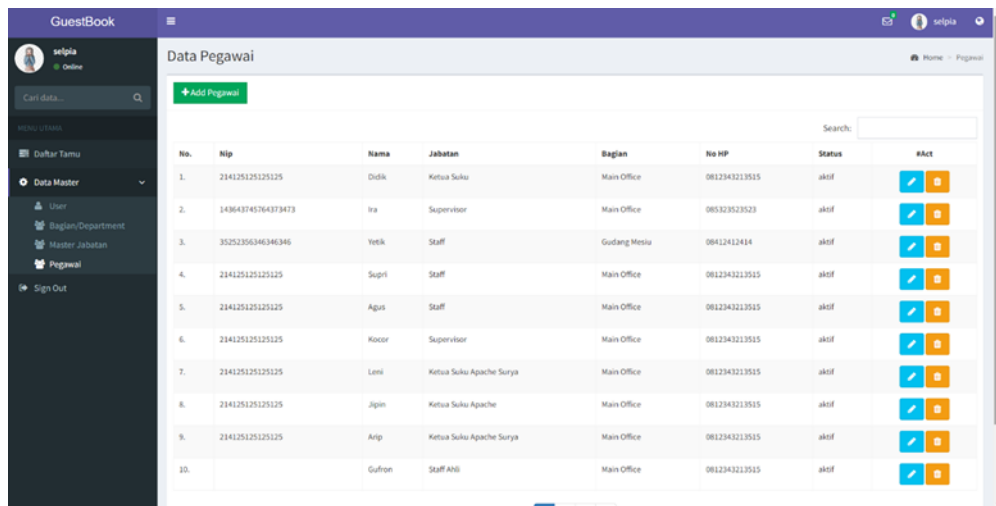 GuestBook
selpia
selpia
Online
Data Pegawai
Home > Pegawai
Cari data...
+Add Pegawai
MENU UTAMA
Search:
Daftar Tamu
Data Master
User
Bagian/Department
Master Jabatan
Pegawai
Sign Out
No. Nip Nama Jabatan Bagian No HP Status #Act
1. 214125125125125 Didik Ketua Suku Main Office 0812343213515 aktif
2. 143643745764373473 Ira Supervisor Main Office 085323523523 aktif
3. 35252356346346346 Yetik Staff Gudang Mesiu 08412412414 aktif
4. 214125125125125 Supri Staff Main Office 0812343213515 aktif
5. 214125125125125 Agus Staff Main Office 0812343213515 aktif
6. 214125125125125 Kocor Supervisor Main Office 0812343213515 aktif
7. 214125125125125 Leni Ketua Suku Apache Surya Main Office 0812343213515 aktif
8. 214125125125125 Jipin Ketua Suku Apache Main Office 0812343213515 aktif
9. 214125125125125 Arip Ketua Suku Apache Surya Main Office 0812343213515 aktif
10. Gufron Staff Ahli Main Office 0812343213515 aktif